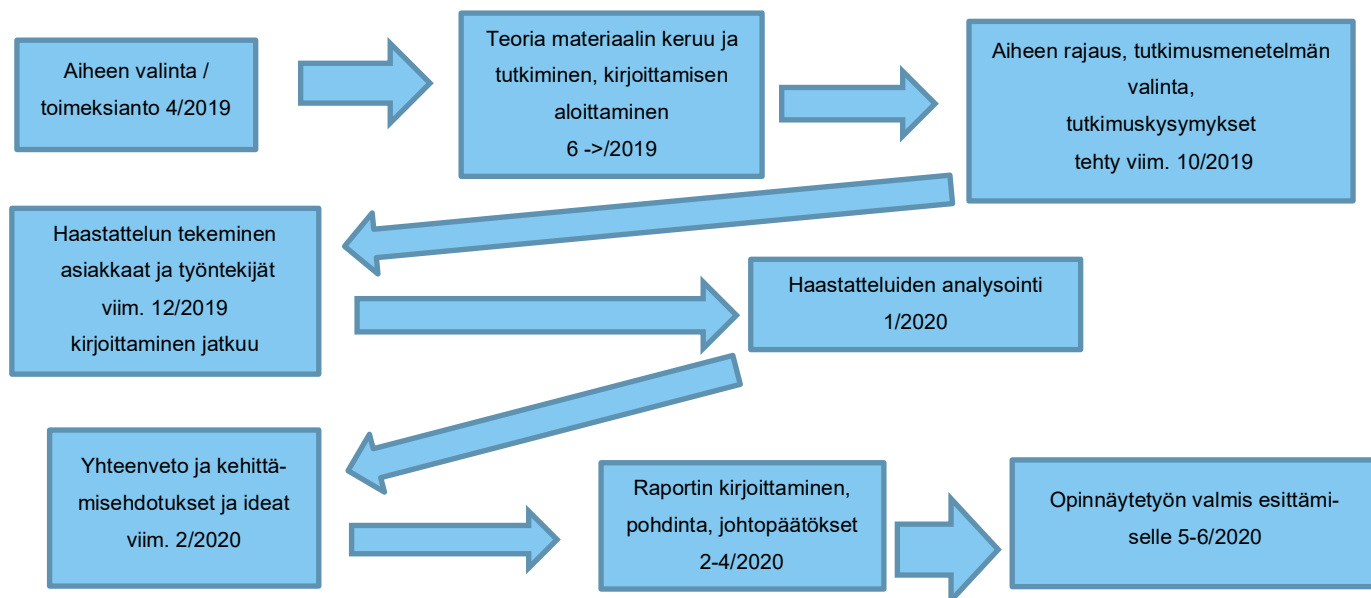 Aiheen valinta /
toimeksianto 4/2019
Teoria materiaalin keruu ja
tutkiminen, kirjoittamisen
aloittaminen
6 ->/2019
Aiheen rajaus, tutkimusmenetelmän
valinta,
tutkimuskysymykset
tehty viim. 10/2019
Haastattelun tekeminen
asiakkaat ja työntekijät
viim. 12/2019
kirjoittaminen jatkuu
Haastatteluiden analysointi
1/2020
Yhteenveto ja kehittä-
misehdotukset ja ideat
viim. 2/2020
Raportin kirjoittaminen,
pohdinta, johtopäätökset
2-4/2020
Opinnäytetyön valmis esittämi-
selle 5-6/2020